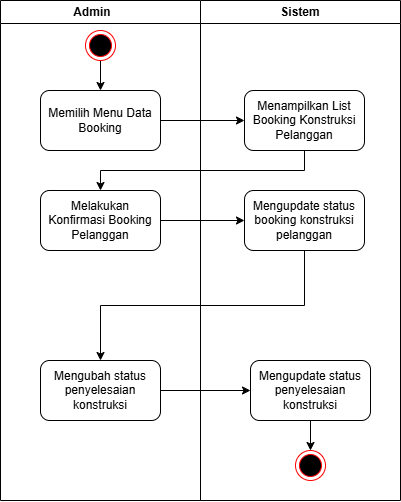 Admin
Sistem
Memilih Menu Data
Booking
Menampilkan List
Booking Konstruksi
Pelanggan
Melakukan
Konfirmasi Booking
Pelanggan
Mengupdate status
booking konstruksi
pelanggan
Mengubah status
penyelesaian
konstruksi
Mengupdate status
penyelesaian
konstruksi